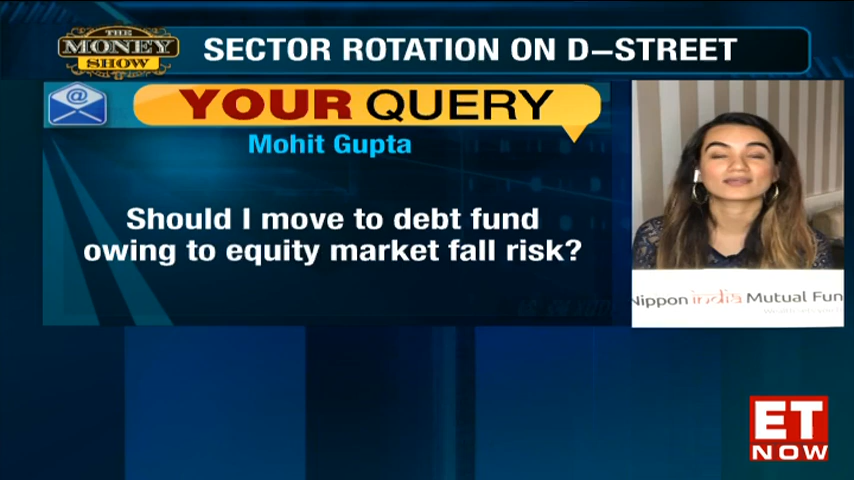 THE
MONEY
SHOW
SECTOR ROTATION ON D–STREET
@
YOUR QUERY
Mohit Gupta
Should I move to debt fund
owing to equity market fall risk?
Nippon india Mutual Fun
ET
NOW